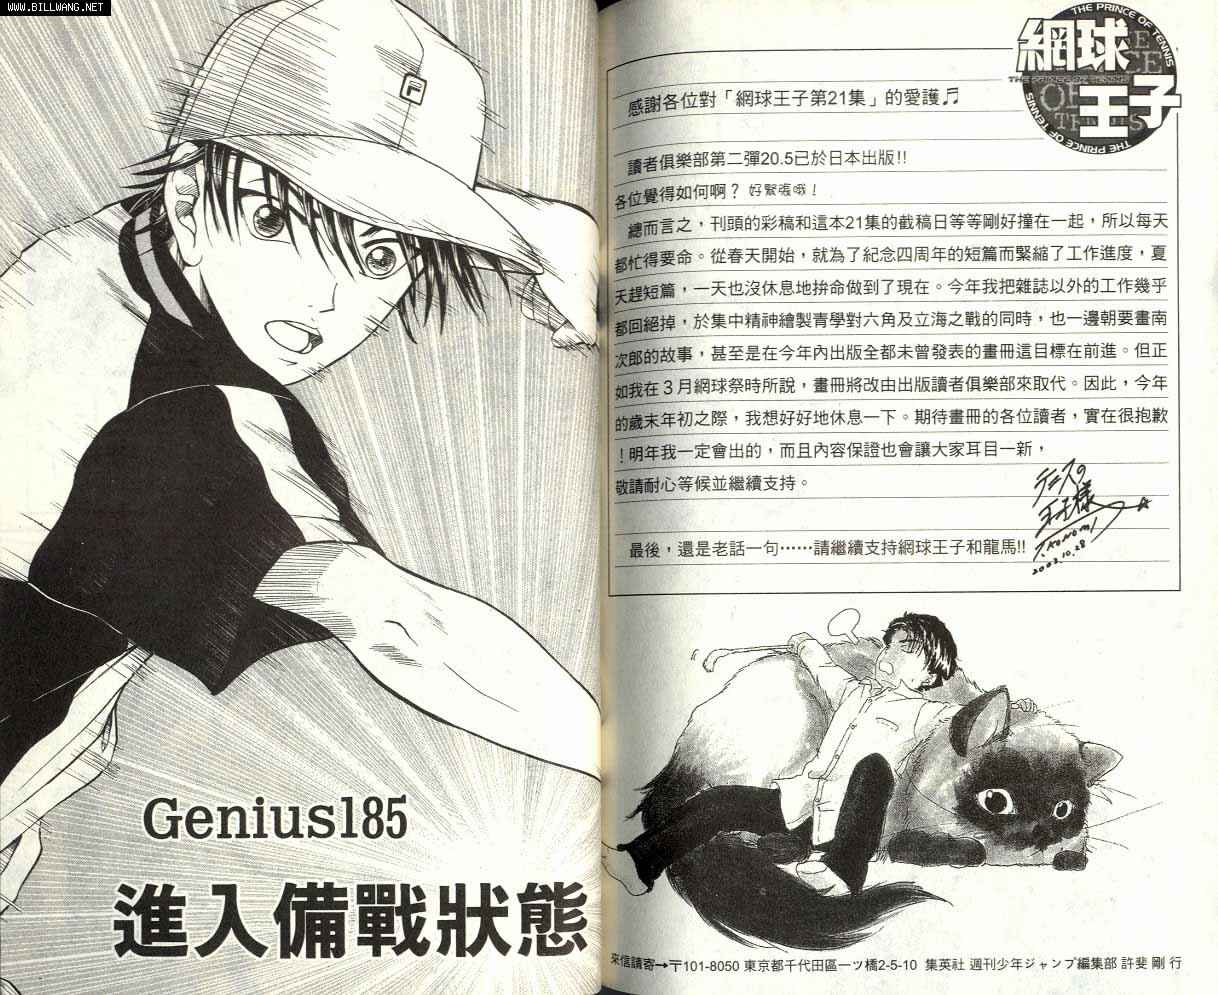 WWW.BILLWANG.NET
F
Genius185
進入備戰狀態
THE PRINCE OF TENNIS
網球
王子
THE PRINCE OF TENNIS
感謝各位對「網球王子第21集」的愛護♬
讀者俱樂部第二彈20.5已於日本出版!!
各位覺得如何啊？好緊張哦！
總而言之，刊頭的彩稿和這本21集的截稿日等等剛好撞在一起，所以每天
都忙得要命。從春天開始，就為了紀念四周年的短篇而緊縮了工作進度，夏
天趕短篇，一天也沒休息地拚命做到了現在。今年我把雜誌以外的工作幾乎
都回絕掉，於集中精神繪製青學對六角及立海之戰的同時，也一邊朝要畫南
次郎的故事，甚至是在今年內出版全都未曾發表的畫冊這目標在前進。但正
如我在３月網球祭時所說，畫冊將改由出版讀者俱樂部來取代。因此，今年
的歲末年初之際，我想好好地休息一下。期待畫冊的各位讀者，實在很抱歉
！明年我一定會出的，而且內容保證也會讓大家耳目一新，
敬請耐心等候並繼續支持。
最後，還是老話一句……請繼續支持網球王子和龍馬!!
テニスの
王子様
T.KONOMI
2003.10.28
來信請寄→〒101-8050 東京都千代田區一ツ橋2-5-10 集英社 週刊少年ジャンプ編集部 許斐 剛 行